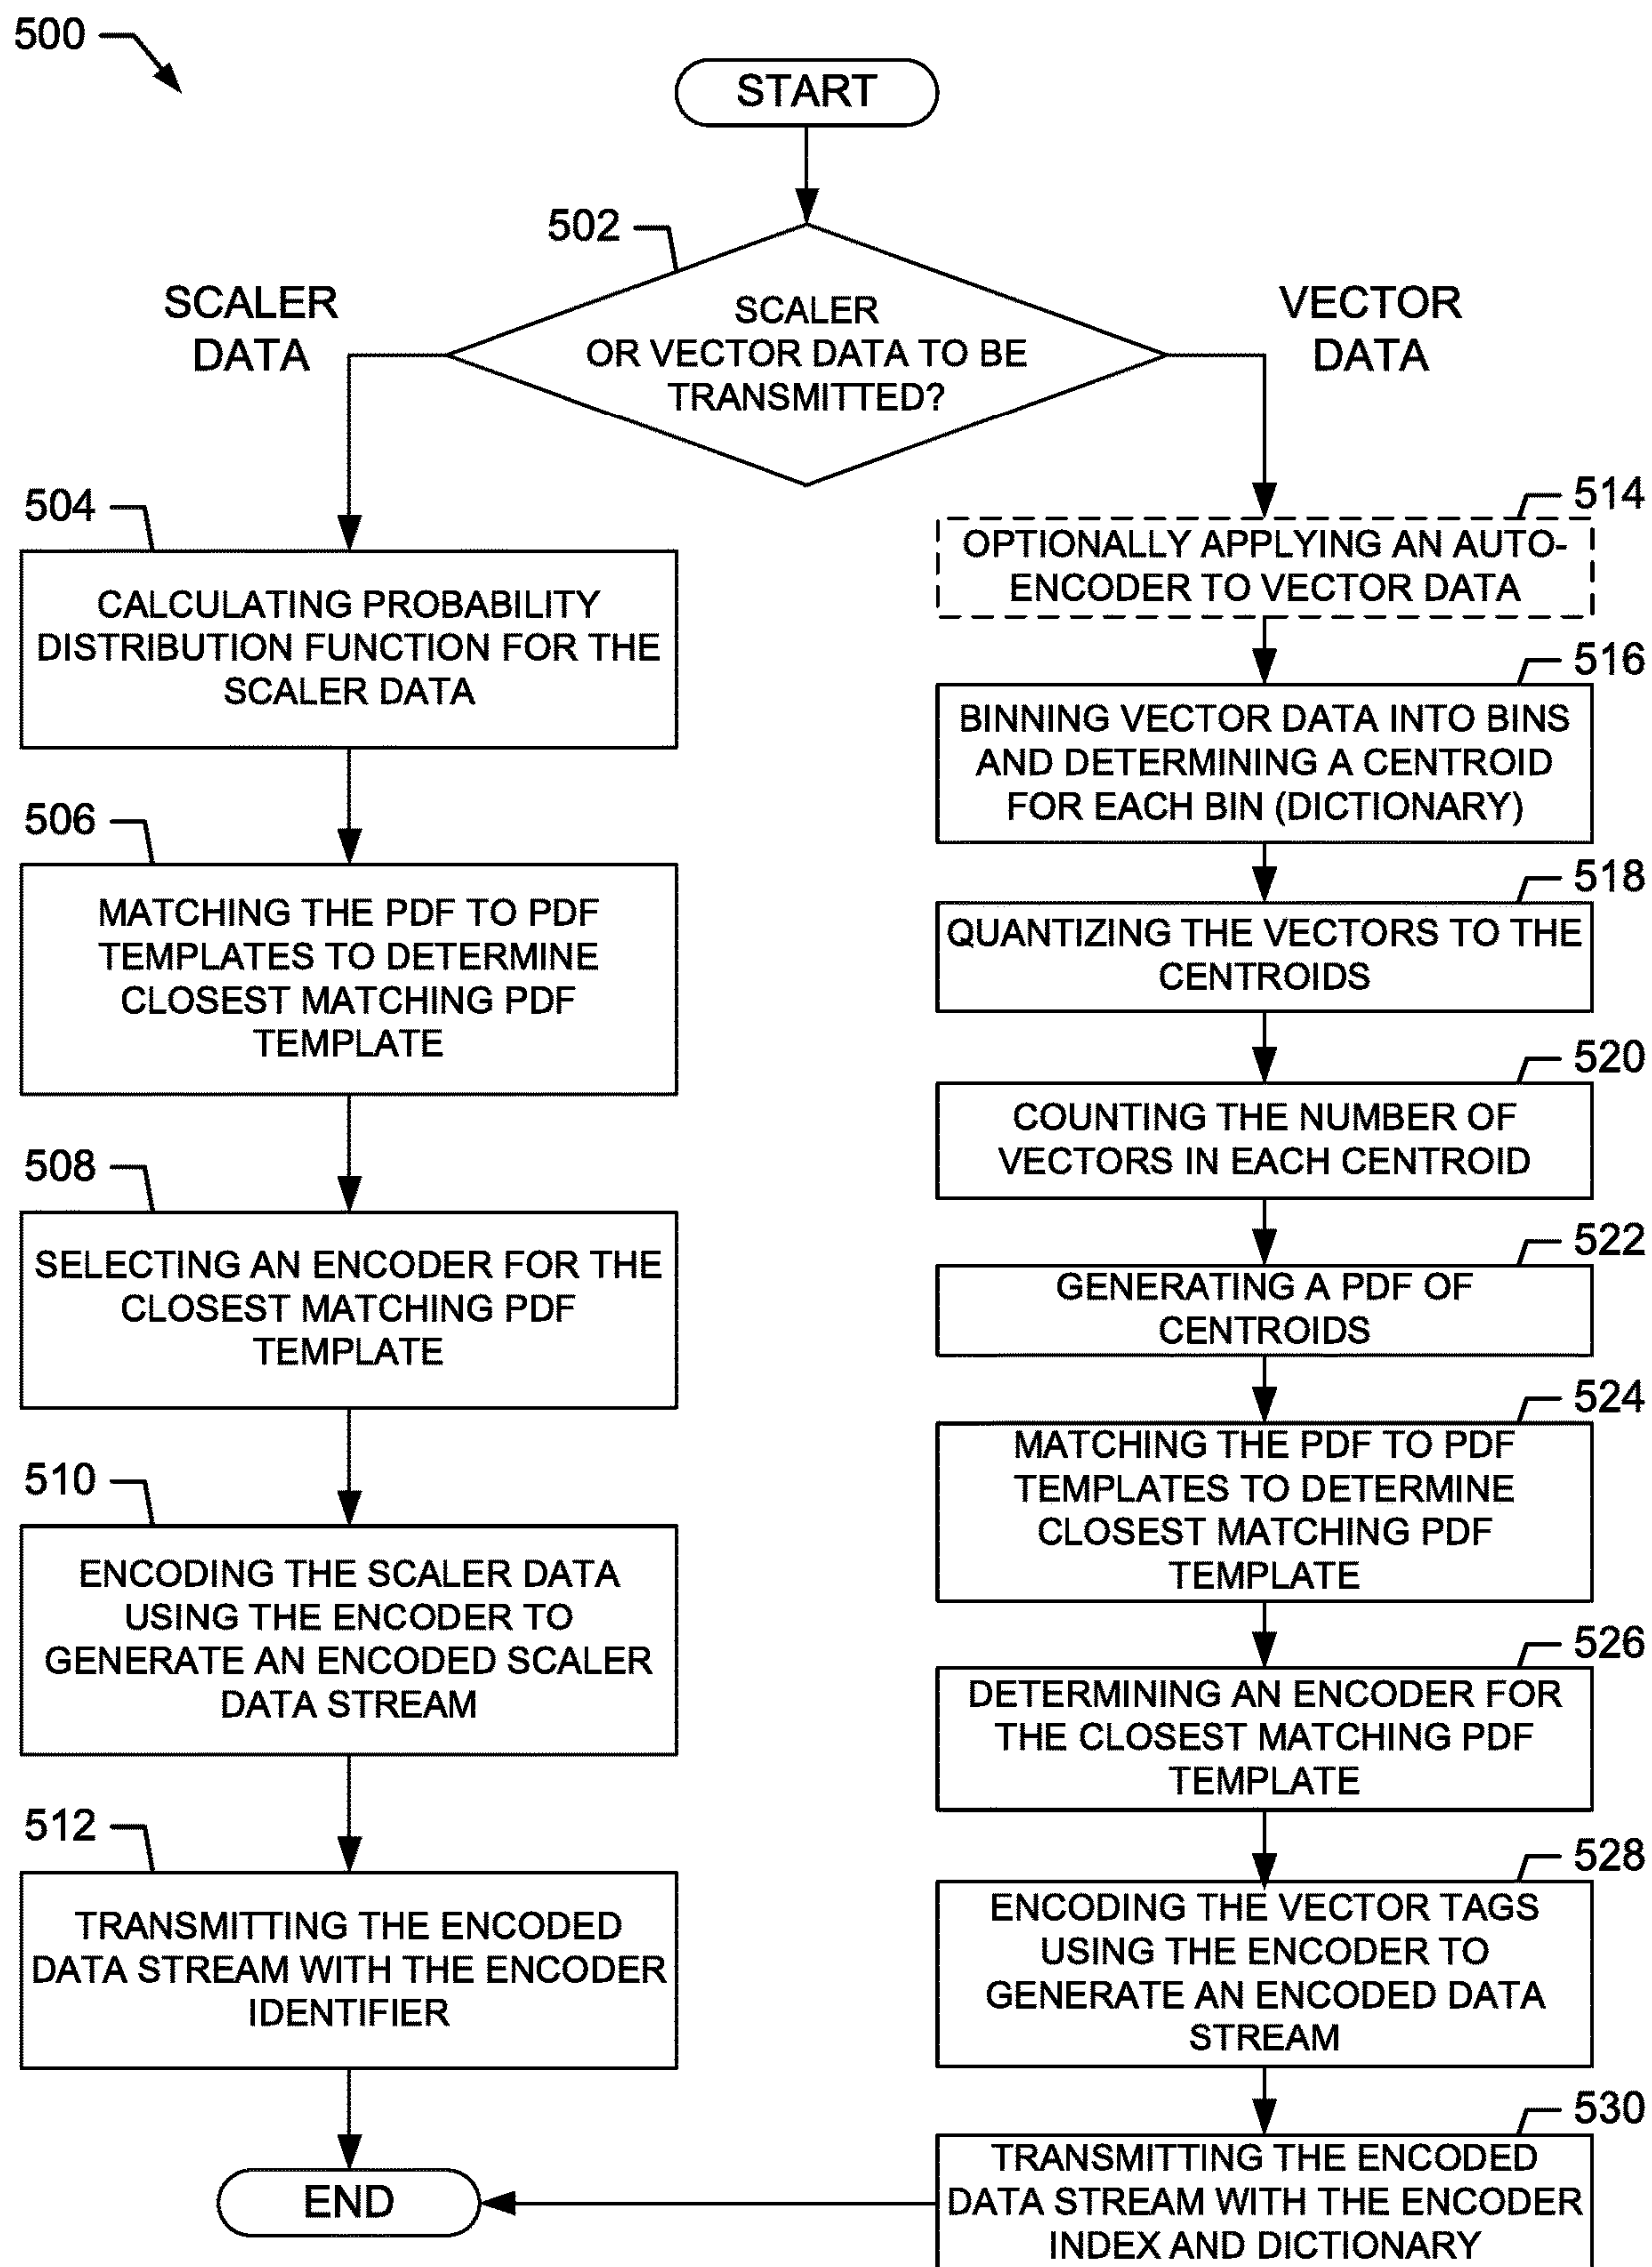 500
START
502
SCALER
DATA
SCALER
OR VECTOR DATA TO BE
TRANSMITTED?
VECTOR
DATA
504
CALCULATING PROBABILITY
DISTRIBUTION FUNCTION FOR THE
SCALER DATA
506
MATCHING THE PDF TO PDF
TEMPLATES TO DETERMINE
CLOSEST MATCHING PDF
TEMPLATE
508
SELECTING AN ENCODER FOR THE
CLOSEST MATCHING PDF
TEMPLATE
510
ENCODING THE SCALER DATA
USING THE ENCODER TO
GENERATE AN ENCODED SCALER
DATA STREAM
512
TRANSMITTING THE ENCODED
DATA STREAM WITH THE ENCODER
IDENTIFIER
514
OPTIONALLY APPLYING AN AUTO-
ENCODER TO VECTOR DATA
516
BINNING VECTOR DATA INTO BINS
AND DETERMINING A CENTROID
FOR EACH BIN (DICTIONARY)
518
QUANTIZING THE VECTORS TO THE
CENTROIDS
520
COUNTING THE NUMBER OF
VECTORS IN EACH CENTROID
522
GENERATING A PDF OF
CENTROIDS
524
MATCHING THE PDF TO PDF
TEMPLATES TO DETERMINE
CLOSEST MATCHING PDF
TEMPLATE
526
DETERMINING AN ENCODER FOR
THE CLOSEST MATCHING PDF
TEMPLATE
528
ENCODING THE VECTOR TAGS
USING THE ENCODER TO
GENERATE AN ENCODED DATA
STREAM
530
TRANSMITTING THE ENCODED
DATA STREAM WITH THE ENCODER
INDEX AND DICTIONARY
END